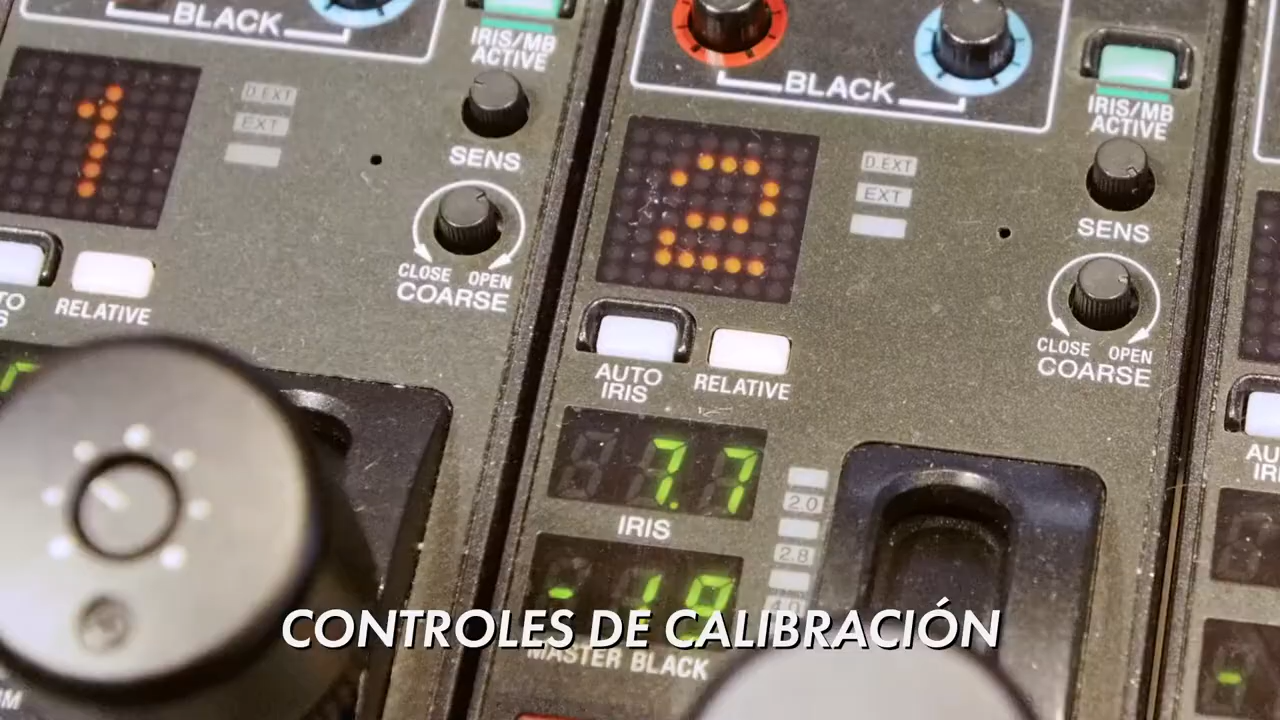 BLACK
IRIS/MB
ACTIVE
1
D.EXT
EXT
SENS
CLOSE OPEN
COARSE
RELATIVE
BLACK
IRIS/MB
ACTIVE
2
D.EXT
EXT
SENS
CLOSE OPEN
COARSE
AUTO
IRIS
RELATIVE
7.7
IRIS
2.0
2.8
-19
MASTER BLACK
CONTROLES DE CALIBRACIÓN